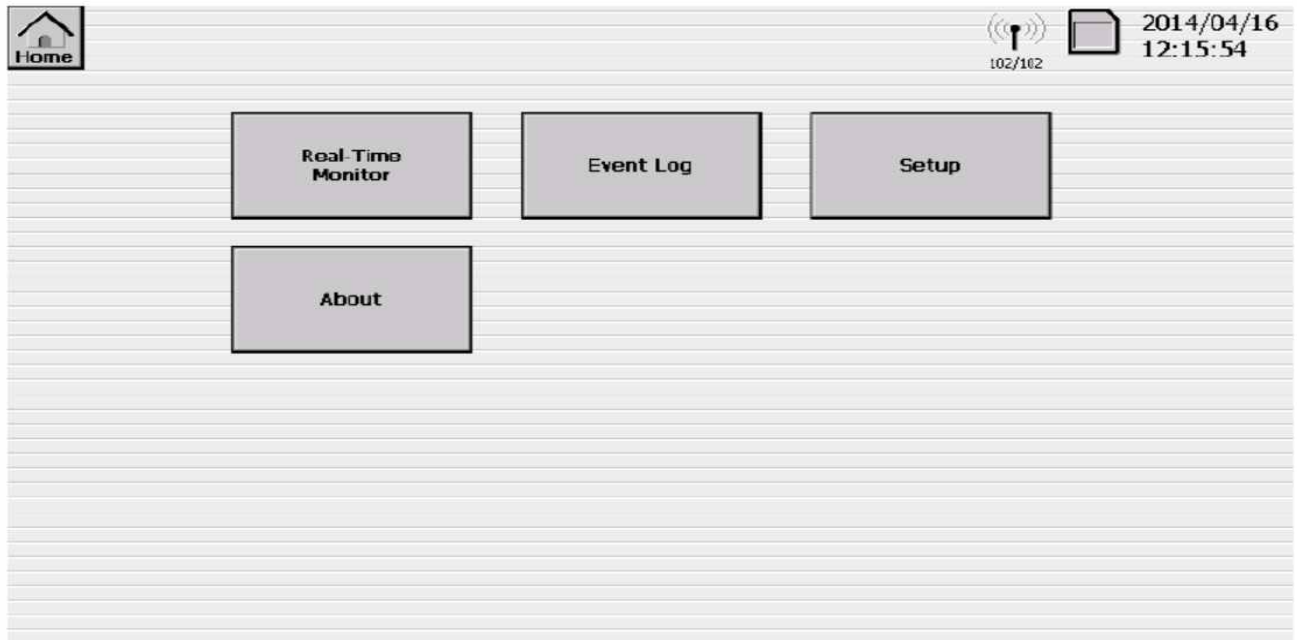 Home
102/102
2014/04/16
12:15:54
Real-Time
Monitor
Event Log
Setup
About